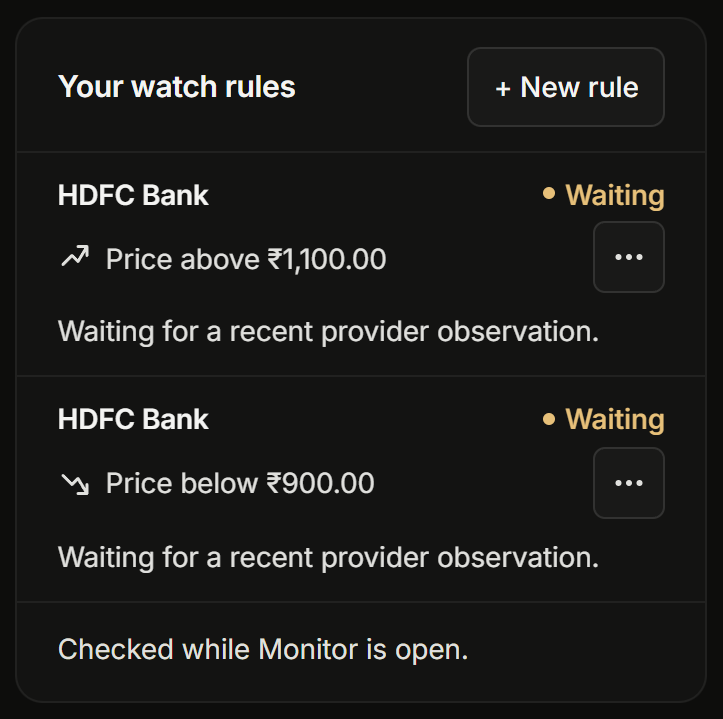 Your watch rules
+ New rule
HDFC Bank
Waiting
Price above ₹1,100.00
Waiting for a recent provider observation.
HDFC Bank
Waiting
Price below ₹900.00
Waiting for a recent provider observation.
Checked while Monitor is open.